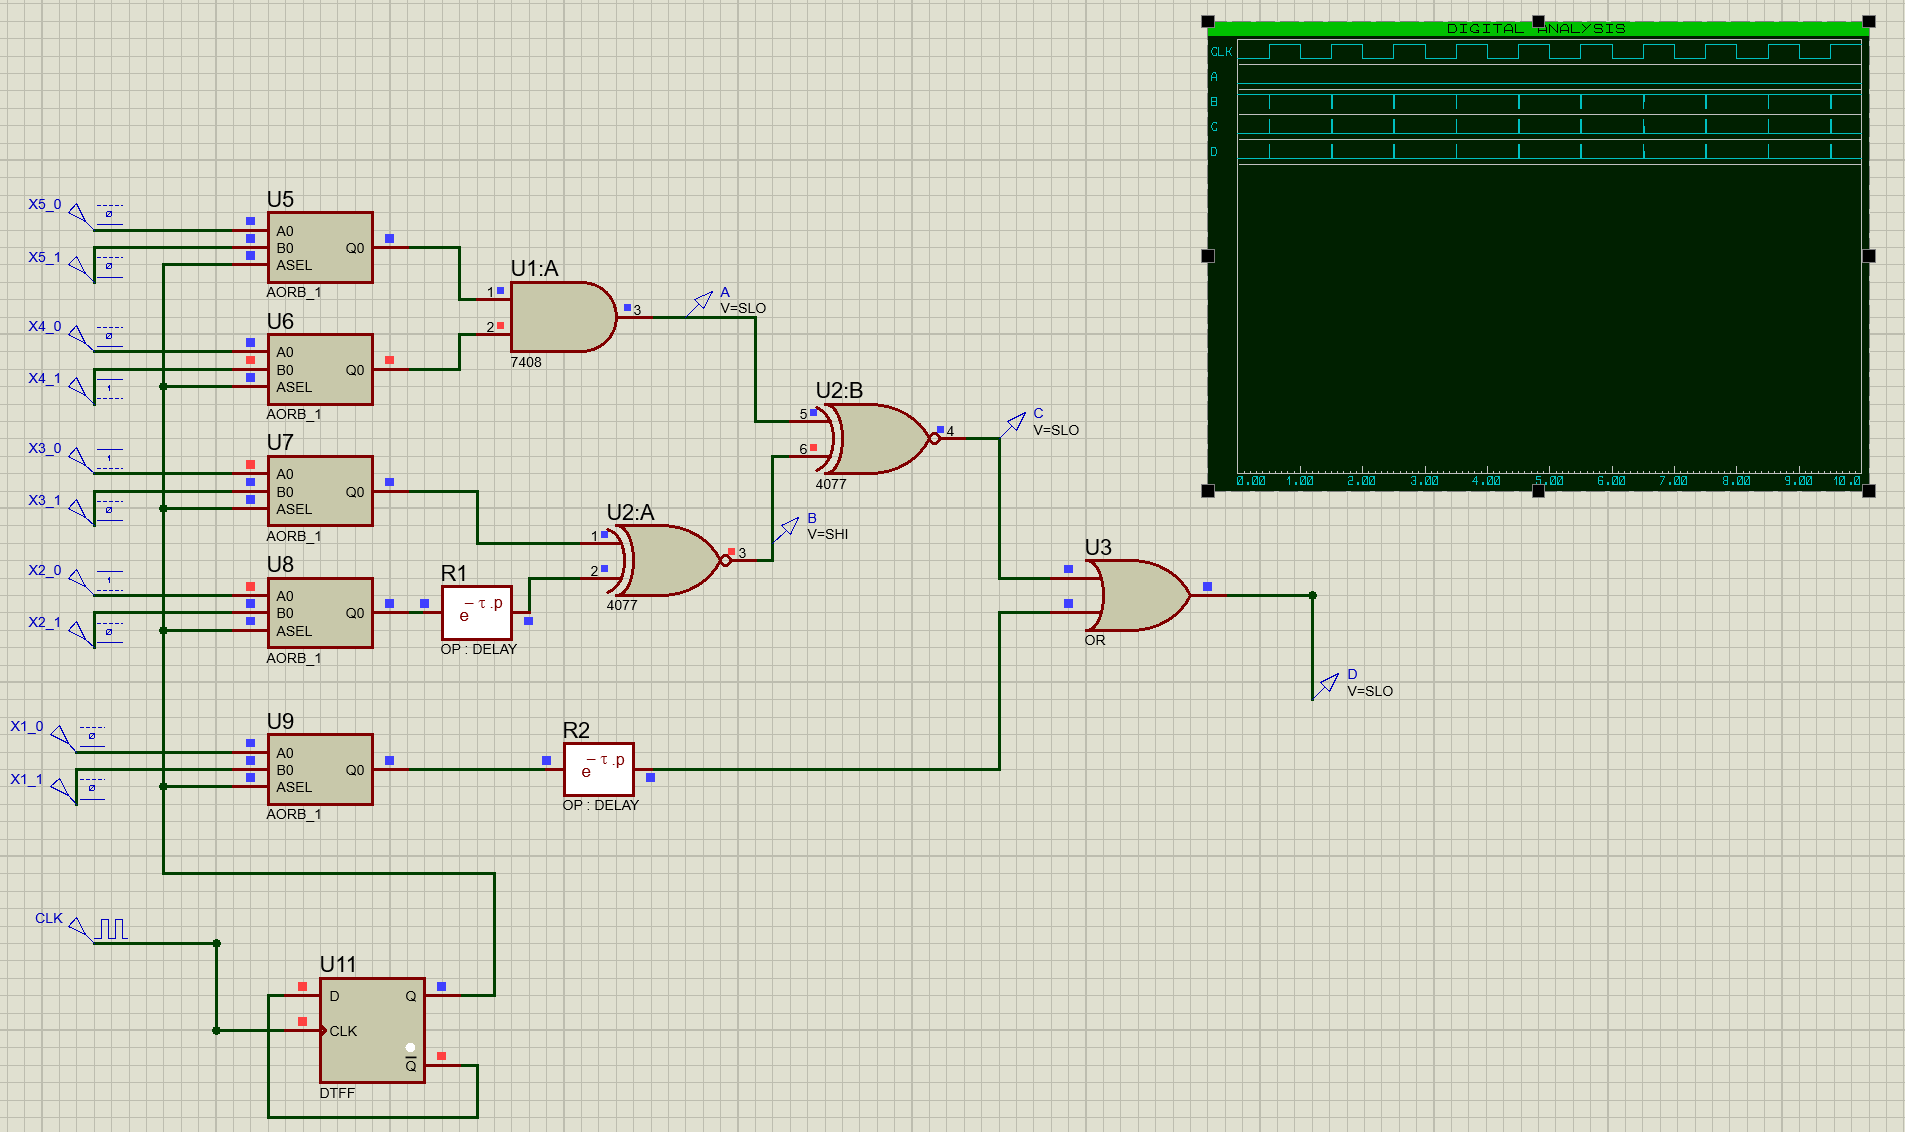 DIGITAL ANALYSIS
CLK
A
B
C
D
0.00 1.00 2.00 3.00 4.00 5.00 6.00 7.00 8.00 9.00 10.0
X5_0
X5_1
U5
A0
B0
ASEL
Q0
AORB_1
X4_0
X4_1
U6
A0
B0
ASEL
Q0
AORB_1
X3_0
X3_1
U7
A0
B0
ASEL
Q0
AORB_1
X2_0
X2_1
U8
A0
B0
ASEL
Q0
AORB_1
X1_0
X1_1
U9
A0
B0
ASEL
Q0
AORB_1
U1:A
1
2
3
7408
A
V=SLO
U2:A
1
2
3
4077
B
V=SHI
R1
e –τ.p
OP : DELAY
U2:B
5
6
4
4077
C
V=SLO
R2
e –τ.p
OP : DELAY
U3
OR
D
V=SLO
CLK
U11
D
Q
CLK
Q
DTFF